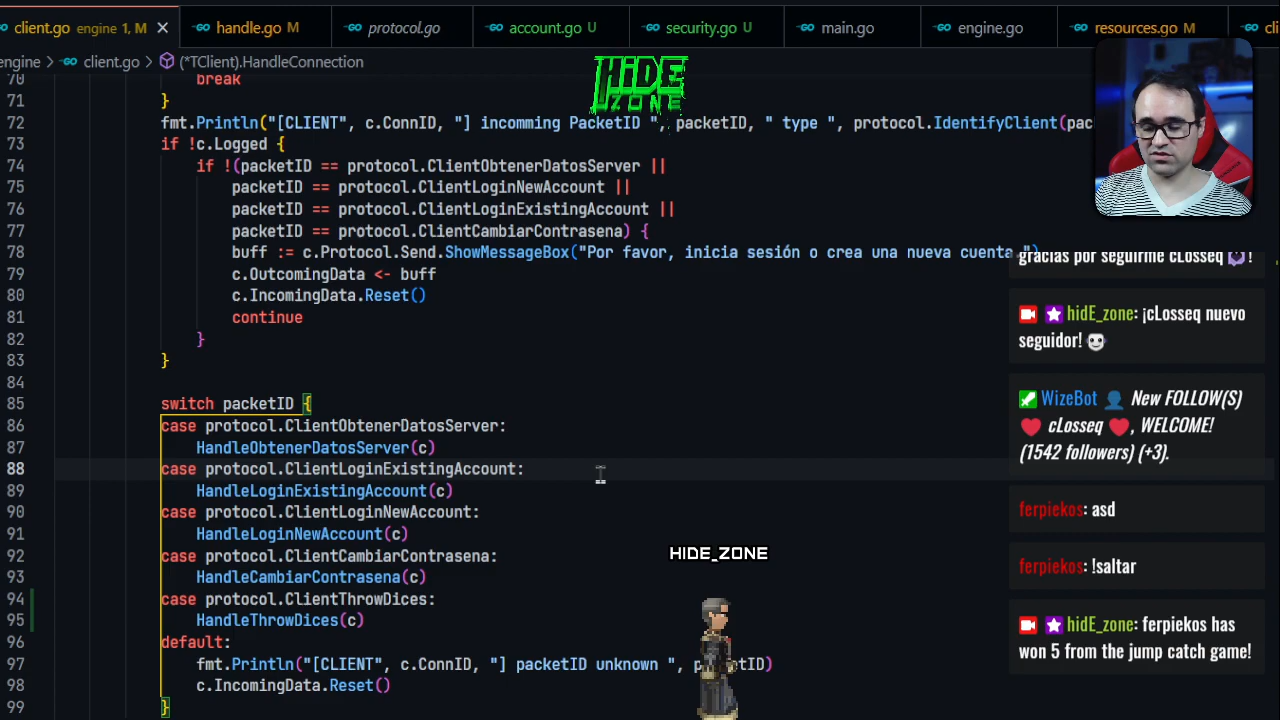 client.go engine 1, M
handle.go M
protocol.go
account.go U
security.go U
main.go
engine.go
resources.go M
engine > client.go > (*TClient).HandleConnection
HiDE
ZONE
70 break
71 }
72 fmt.Println("[CLIENT", c.ConnID, "] incomming PacketID ", packetID, " type ", protocol.IdentifyClient(pac
73 if !c.Logged {
74 if !(packetID == protocol.ClientObtenerDatosServer ||
75 packetID == protocol.ClientLoginNewAccount ||
76 packetID == protocol.ClientLoginExistingAccount ||
77 packetID == protocol.ClientCambiarContrasena) {
78 buff := c.Protocol.Send.ShowMessageBox("Por favor, inicia sesión o crea una nueva cuenta.")
79 c.OutcomingData <- buff
80 c.IncomingData.Reset()
81 continue
82 }
83 }
84
85 switch packetID {
86 case protocol.ClientObtenerDatosServer:
87 HandleObtenerDatosServer(c)
88 case protocol.ClientLoginExistingAccount:
89 HandleLoginExistingAccount(c)
90 case protocol.ClientLoginNewAccount:
91 HandleLoginNewAccount(c)
92 case protocol.ClientCambiarContrasena:
93 HandleCambiarContrasena(c)
94 case protocol.ClientThrowDices:
95 HandleThrowDices(c)
96 default:
97 fmt.Println("[CLIENT", c.ConnID, "] packetID unknown ", packetID)
98 c.IncomingData.Reset()
99 }
HIDE_ZONE
gracias por seguirme cLosseq !
hidE_zone: ¡cLosseq nuevo
seguidor!
WizeBot New FOLLOW(S)
cLosseq , WELCOME!
(1542 followers) (+3).
ferpiekos: asd
ferpiekos: !saltar
hidE_zone: ferpiekos has
won 5 from the jump catch game!